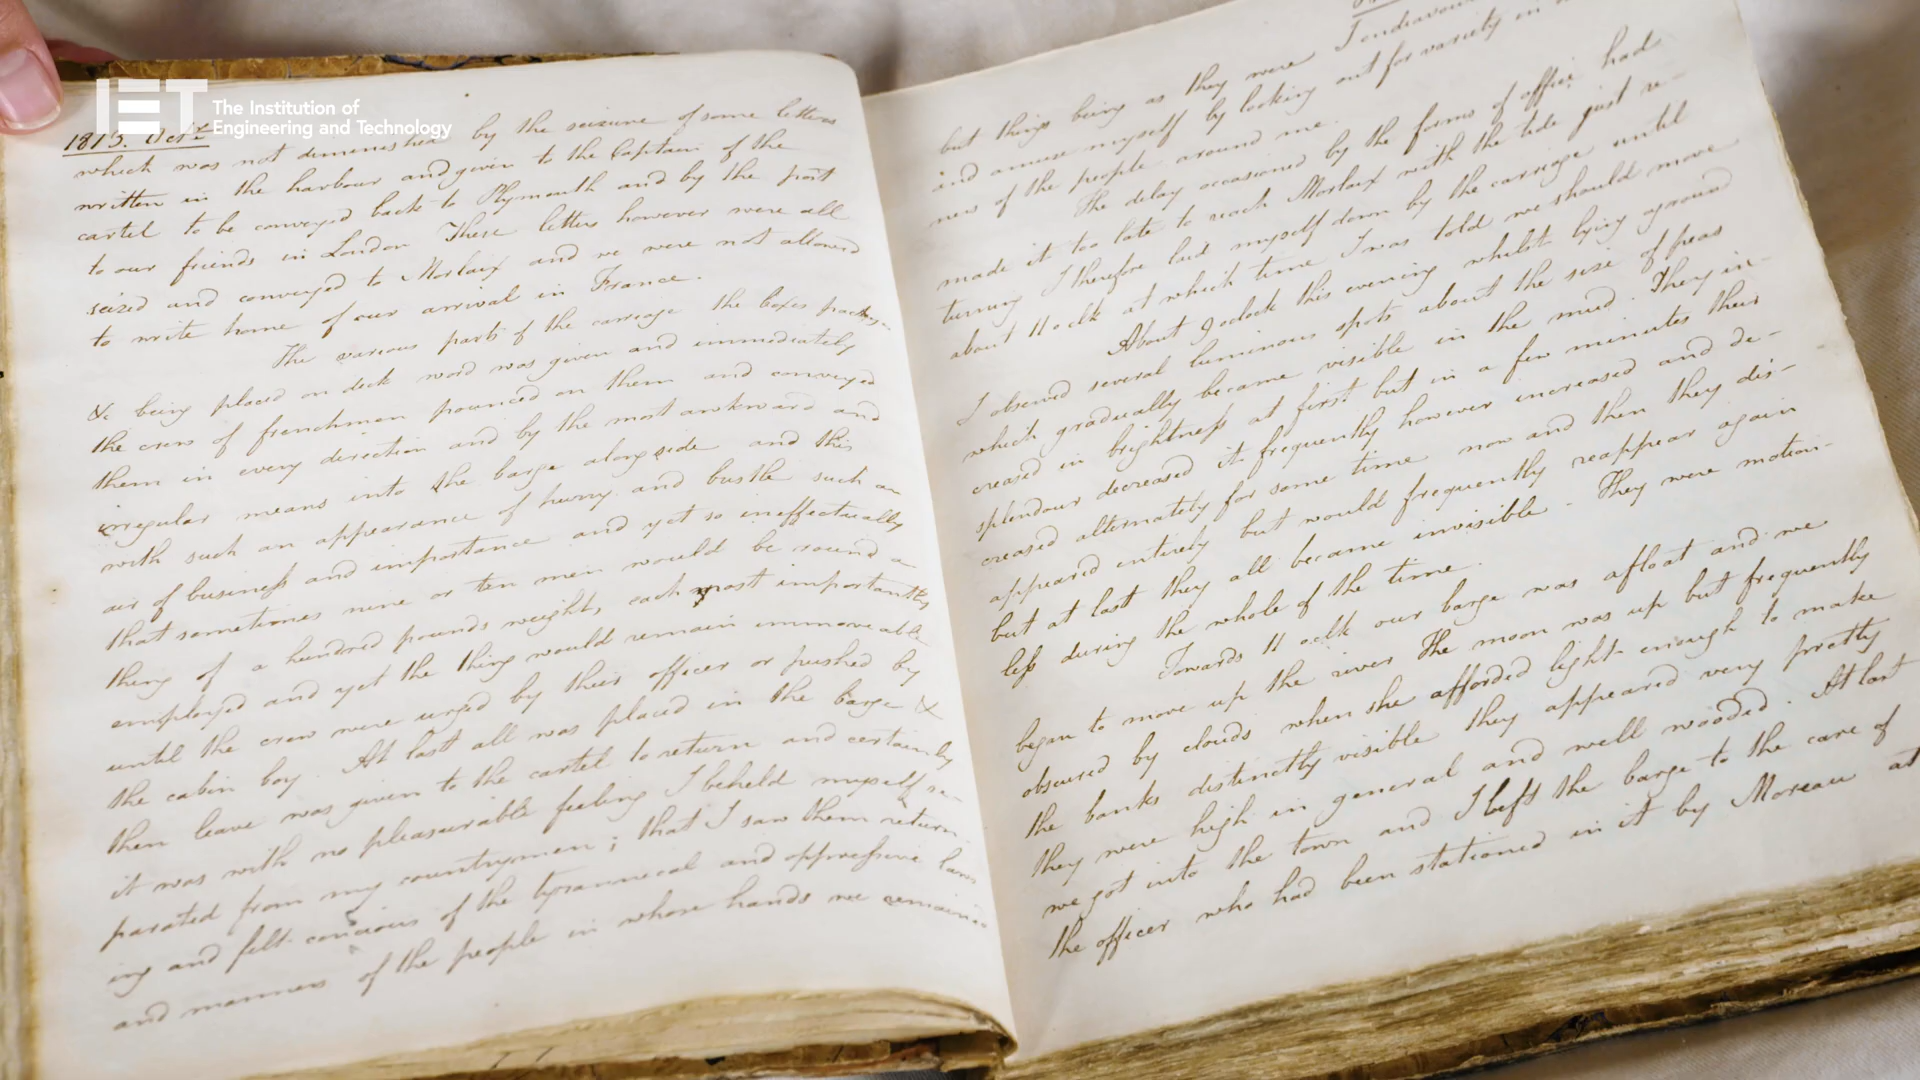 IET The Institution of
Engineering and Technology
1813. Octr
which was not diminished by the seizure of some letters
written in the harbour and given to the Captain of the
cartel to be conveyed back to Plymouth and by the post
to our friends in London These letters however were all
seized and conveyed to Morlaix and we were not allowed
to write home of our arrival in France.
The various parts of the carriage the boxes packages
&c being placed on deck word was given and immediately
the crew of frenchmen pounced on them and conveyed
them in every direction and by the most awkward and
irregular means into the barge alongside and this
with such an appearance of hurry and bustle such an
air of business and importance and yet so ineffectually
that sometimes nine or ten men would be round a
thing of a hundred pounds weight, each most importantly
employed and yet the thing would remain immoveable
until the crew were urged by their officer or pushed by
the cabin boy. At last all was placed in the barge &
then leave was given to the cartel to return and certainly
it was with no pleasurable feeling I beheld myself se-
parated from my countrymen; that I saw them return
ing and felt concious of the tyrannecal and oppressive laws
and manners of the people in whose hands we remained
but things being as they were I endeavour
and amuse myself by looking out for variety in
new of the people around me.
The delay occasioned by the forms of office had
made it too late to reach Morlaix with the tide just re-
turning I therefore laid myself down by the carriage until
about 11 oclk at which time I was told we should move
About 9 oclock this evening whilst lying aground
I observed several luminous spots about the size of peas
which gradually became visible in the mud. They in-
creased in brightness at first but in a few minutes their
splendour decreased it frequently however increased and de-
creased alternately for some time now and then they dis-
appeared entirely but would frequently reappear again
but at last they all became invisible - They were motion-
less during the whole of the time.
Towards 11 oclk our barge was afloat and we
began to move up the river The moon was up but frequently
obscured by clouds when she afforded light enough to make
the banks distinctly visible they appeared very pretty
they were high in general and well wooded. At last
we got into the town and I left the barge to the care of
the officer who had been stationed in it by Moreau at